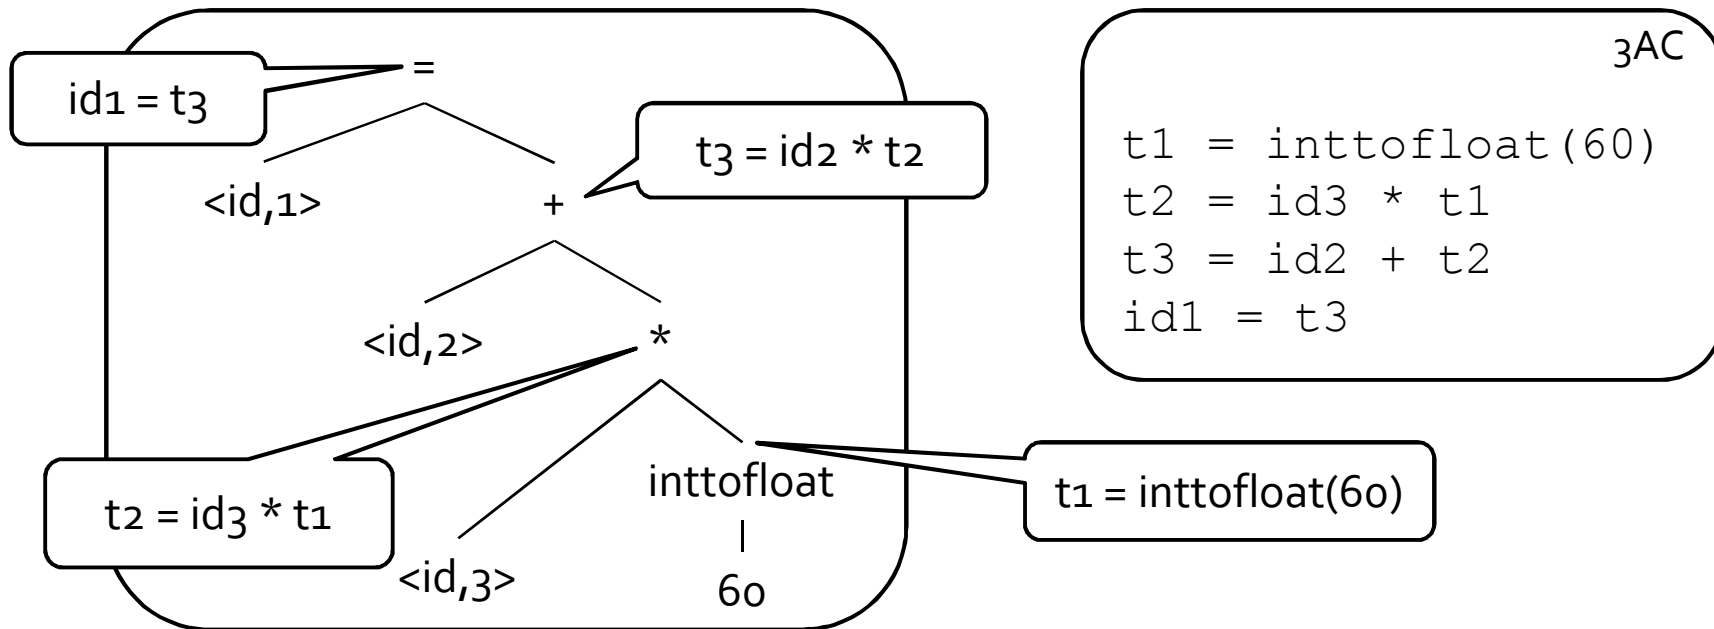 =
id1 = t3
t3 = id2 * t2
<id,1>
+
<id,2>
*
t2 = id3 * t1
inttofloat
t1 = inttofloat(60)
<id,3>
60
3AC
t1 = inttofloat(60)
t2 = id3 * t1
t3 = id2 + t2
id1 = t3